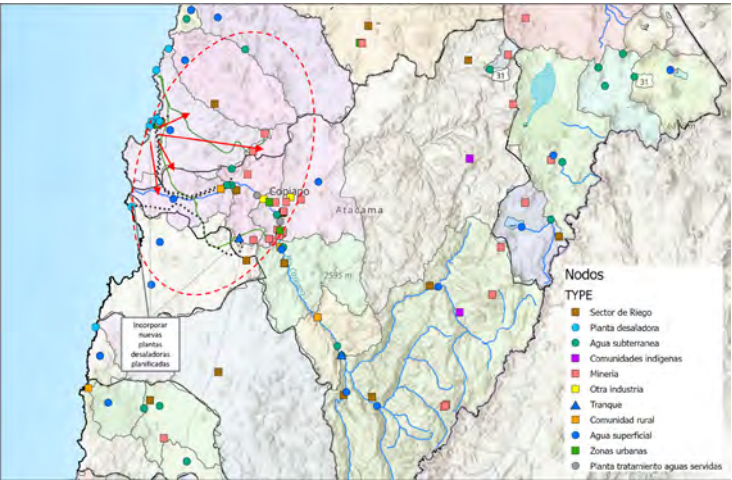 31
31
Copiapo
Atacama
2595 m
Incorporar
nuevas
plantas
desaladoras
planificadas
Nodos
TYPE
Sector de Riego
Planta desaladora
Agua subterranea
Comunidades indígenas
Minería
Otra industria
Tranque
Comunidad rural
Agua superficial
Zonas urbanas
Planta tratamiento aguas servidas